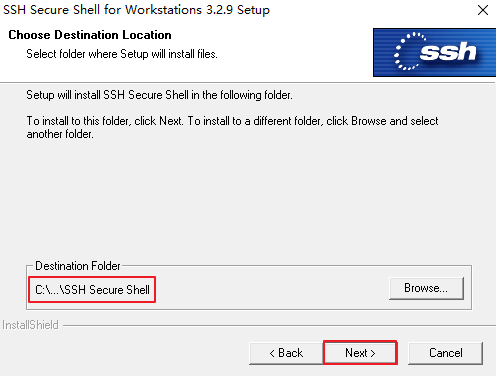 SSH Secure Shell for Workstations 3.2.9 Setup
Choose Destination Location
Select folder where Setup will install files.
ssh
Setup will install SSH Secure Shell in the following folder.
To install to this folder, click Next. To install to a different folder, click Browse and select
another folder.
Destination Folder
C:\...\SSH Secure Shell
Browse...
InstallShield
< Back
Next >
Cancel